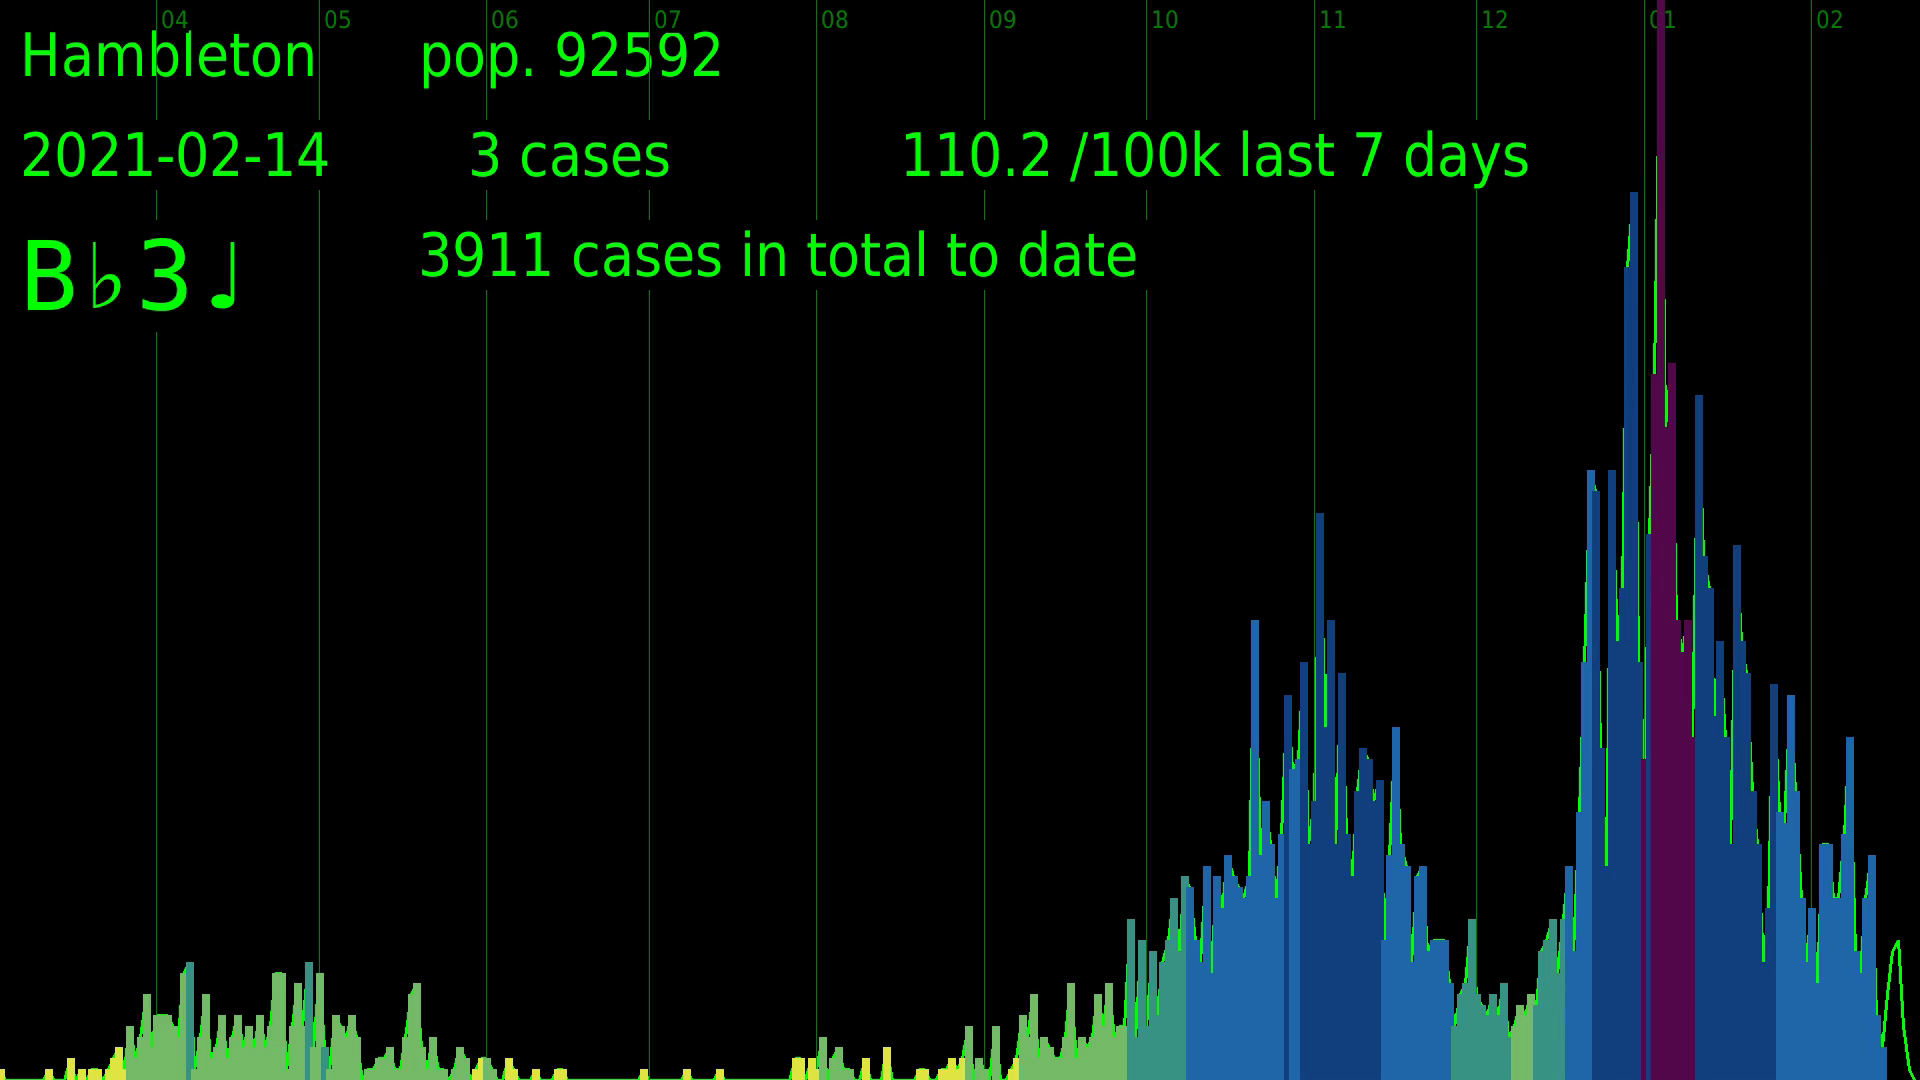 04 05 06 07 08 09 10 11 12 01 02
Hambleton pop. 92592
2021-02-14 3 cases 110.2 /100k last 7 days
B♭3♩ 3911 cases in total to date